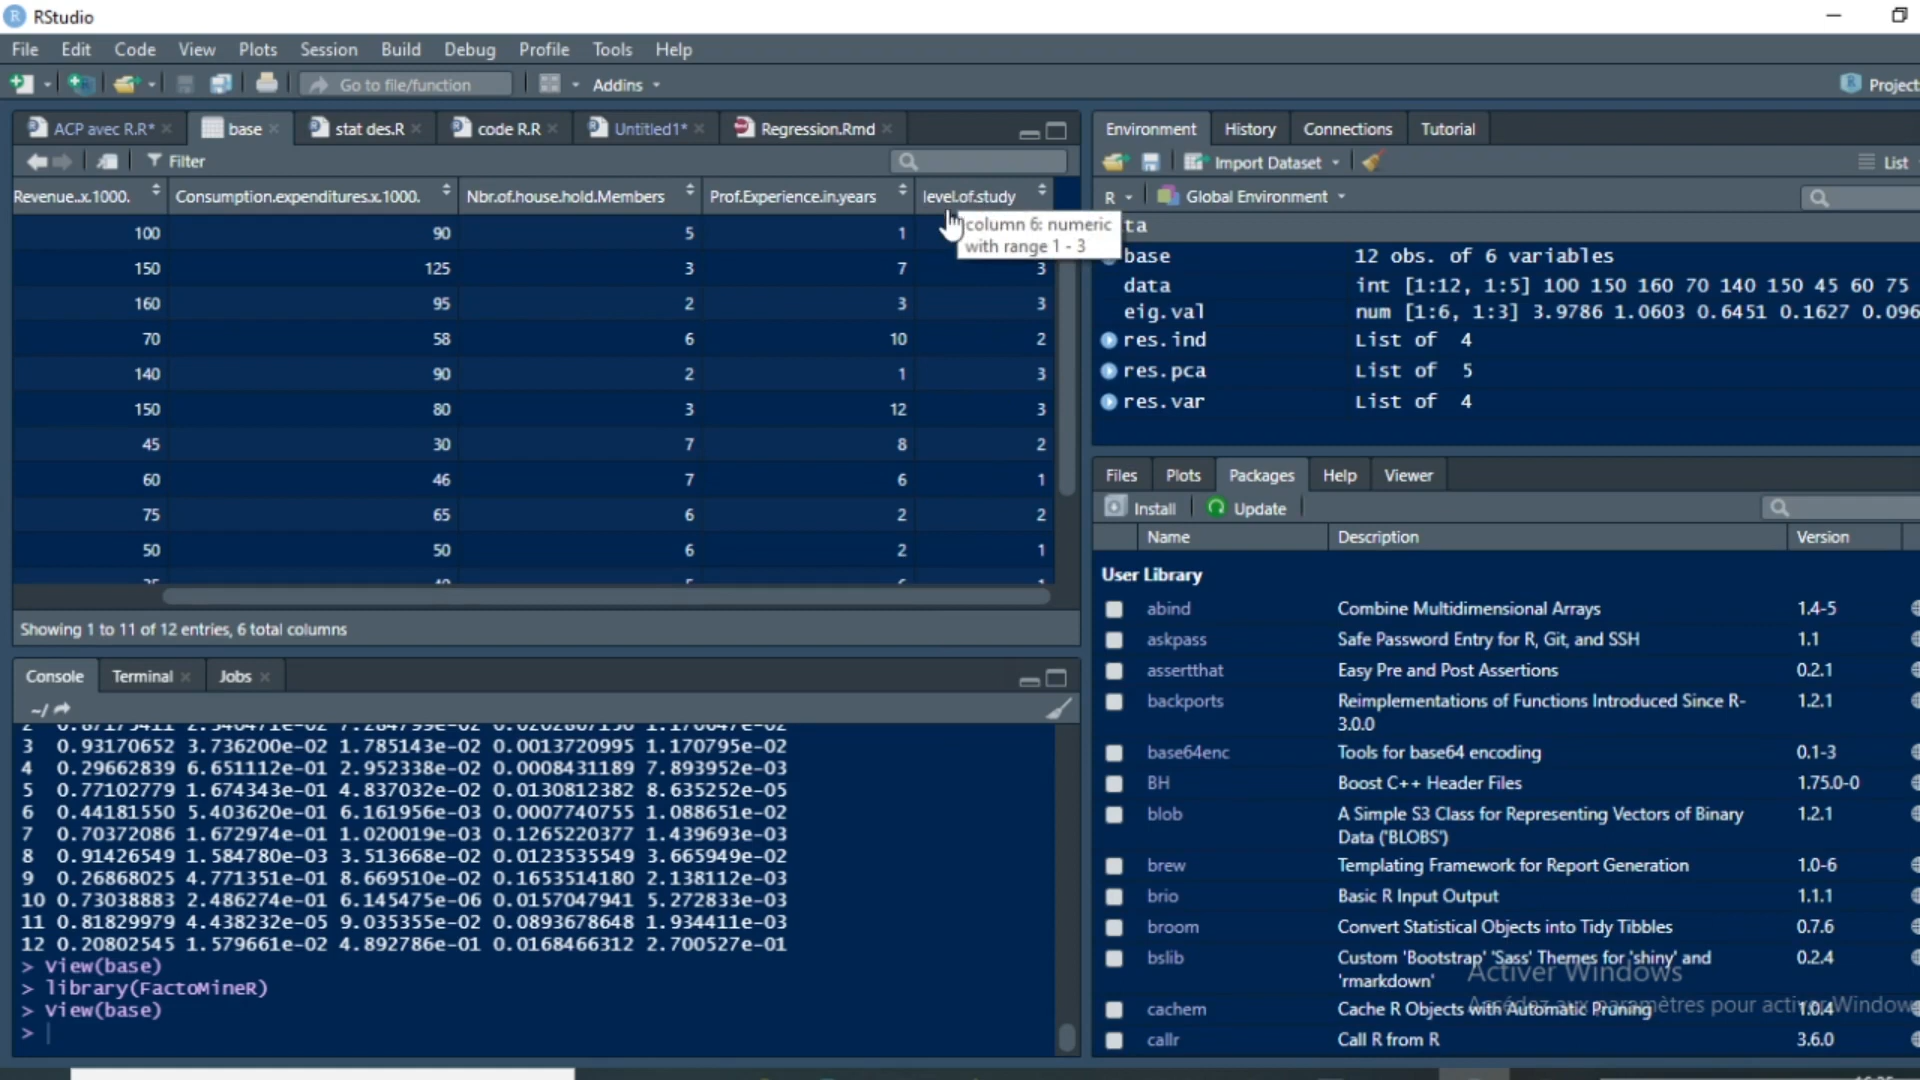 RStudio
File Edit Code View Plots Session Build Debug Profile Tools Help
Go to file/function Addins Project
ACP avec R.R* base stat des.R code R.R Untitled1* Regression.Rmd
Filter
Revenue..x.1000. Consumption.expenditures.x.1000. Nbr.of.house.hold.Members Prof.Experience.in.years level.of.study
100 90 5 1
150 125 3 7 3
160 95 2 3 3
70 58 6 10 2
140 90 2 1 3
150 80 3 12 3
45 30 7 8 2
60 46 7 6 1
75 65 6 2 2
50 50 6 2 1
column 6: numeric
with range 1 - 3
Showing 1 to 11 of 12 entries, 6 total columns
Console Terminal Jobs
~/
3 0.93170652 3.736200e-02 1.785143e-02 0.0013720995 1.170795e-02
4 0.29662839 6.651112e-01 2.952338e-02 0.0008431189 7.893952e-03
5 0.77102779 1.674343e-01 4.837032e-02 0.0130812382 8.635252e-05
6 0.44181550 5.403620e-01 6.161956e-03 0.0007740755 1.088651e-02
7 0.70372086 1.672974e-01 1.020019e-03 0.1265220377 1.439693e-03
8 0.91426549 1.584780e-03 3.513668e-02 0.0123535549 3.665949e-02
9 0.26868025 4.771351e-01 8.669510e-02 0.1653514180 2.138112e-03
10 0.73038883 2.486274e-01 6.145475e-06 0.0157047941 5.272833e-03
11 0.81829979 4.438232e-05 9.035355e-02 0.0893678648 1.934411e-03
12 0.20802545 1.579661e-02 4.892786e-01 0.0168466312 2.700527e-01
> View(base)
> library(FactoMineR)
> View(base)
>
Environment History Connections Tutorial
Import Dataset List
R Global Environment
ta
base 12 obs. of 6 variables
data int [1:12, 1:5] 100 150 160 70 140 150 45 60 75
eig.val num [1:6, 1:3] 3.9786 1.0603 0.6451 0.1627 0.096
res.ind List of 4
res.pca List of 5
res.var List of 4
Files Plots Packages Help Viewer
Install Update
Name Description Version
User Library
abind Combine Multidimensional Arrays 1.4-5
askpass Safe Password Entry for R, Git, and SSH 1.1
assertthat Easy Pre and Post Assertions 0.2.1
backports Reimplementations of Functions Introduced Since R- 1.2.1
3.0.0
base64enc Tools for base64 encoding 0.1-3
BH Boost C++ Header Files 1.75.0-0
blob A Simple S3 Class for Representing Vectors of Binary 1.2.1
Data ('BLOBS')
brew Templating Framework for Report Generation 1.0-6
brio Basic R Input Output 1.1.1
broom Convert Statistical Objects into Tidy Tibbles 0.7.6
bslib Custom 'Bootstrap' 'Sass' Themes for 'shiny' and 0.2.4
'rmarkdown'
cachem Cache R Objects with Automatic Pruning 1.0.4
callr Call R from R 3.6.0
Activer Windows
Accédez aux paramètres pour activer Window